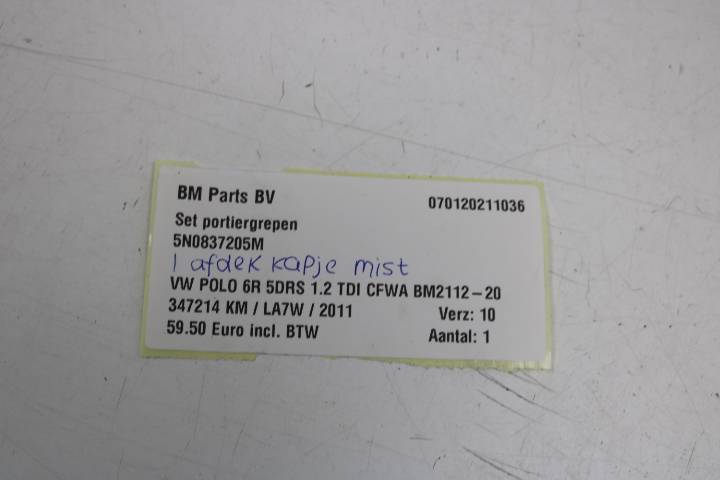 BM Parts BV 070120211036
Set portiergrepen
5N0837205M
1 afdek kapje mist
VW POLO 6R 5DRS 1.2 TDI CFWA BM2112-20
347214 KM / LA7W / 2011 Verz: 10
59.50 Euro incl. BTW Aantal: 1